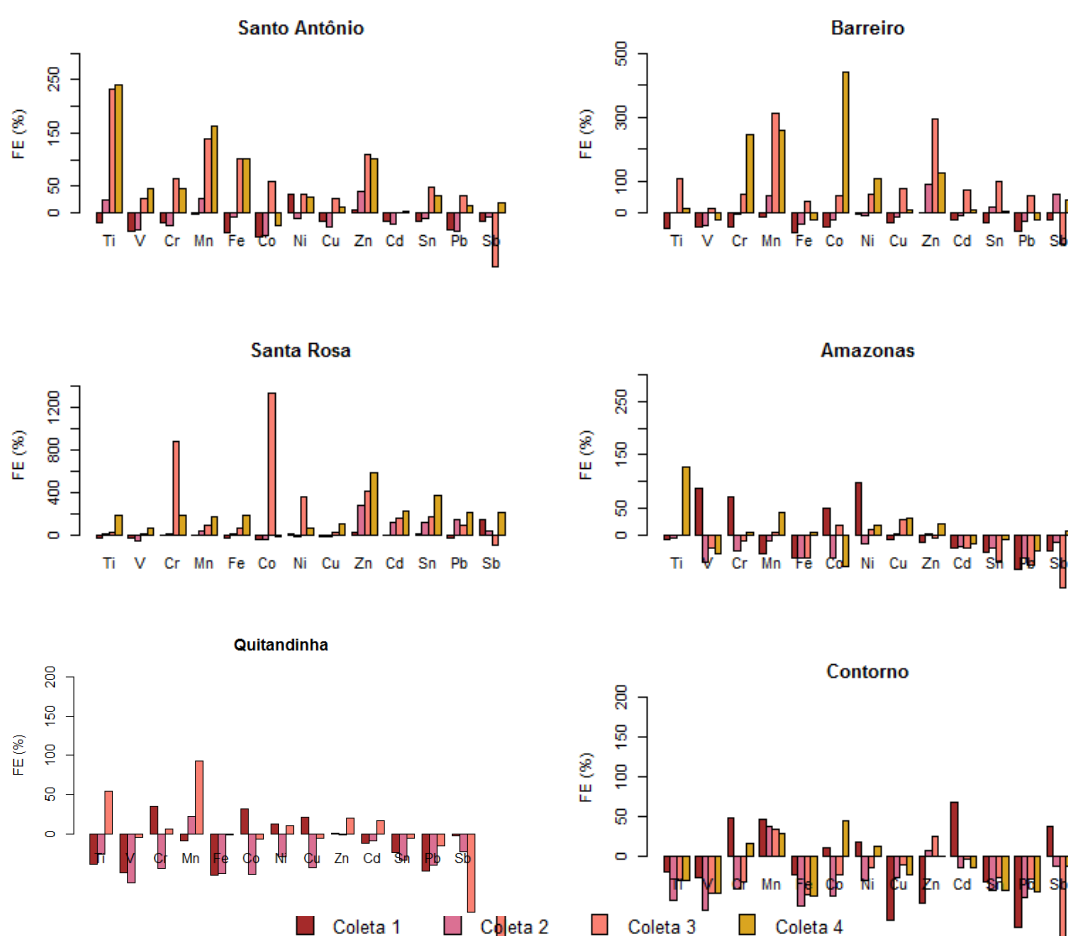 Santo Antônio
FE (%)
250
150
50
0
Ti V Cr Mn Fe Co Ni Cu Zn Cd Sn Pb Sb
Barreiro
FE (%)
500
300
100
0
Ti V Cr Mn Fe Co Ni Cu Zn Cd Sn Pb Sb
Santa Rosa
FE (%)
1200
800
400
0
Ti V Cr Mn Fe Co Ni Cu Zn Cd Sn Pb Sb
Amazonas
FE (%)
250
150
50
0
Ti V Cr Mn Fe Co Ni Cu Zn Cd Sn Pb Sb
Quitandinha
FE (%)
200
150
100
50
0
Ti V Cr Mn Fe Co Ni Cu Zn Cd Sn Pb Sb
Contorno
FE (%)
200
150
100
50
0
Ti V Cr Mn Fe Co Ni Cu Zn Cd Sn Pb Sb
Coleta 1 Coleta 2 Coleta 3 Coleta 4